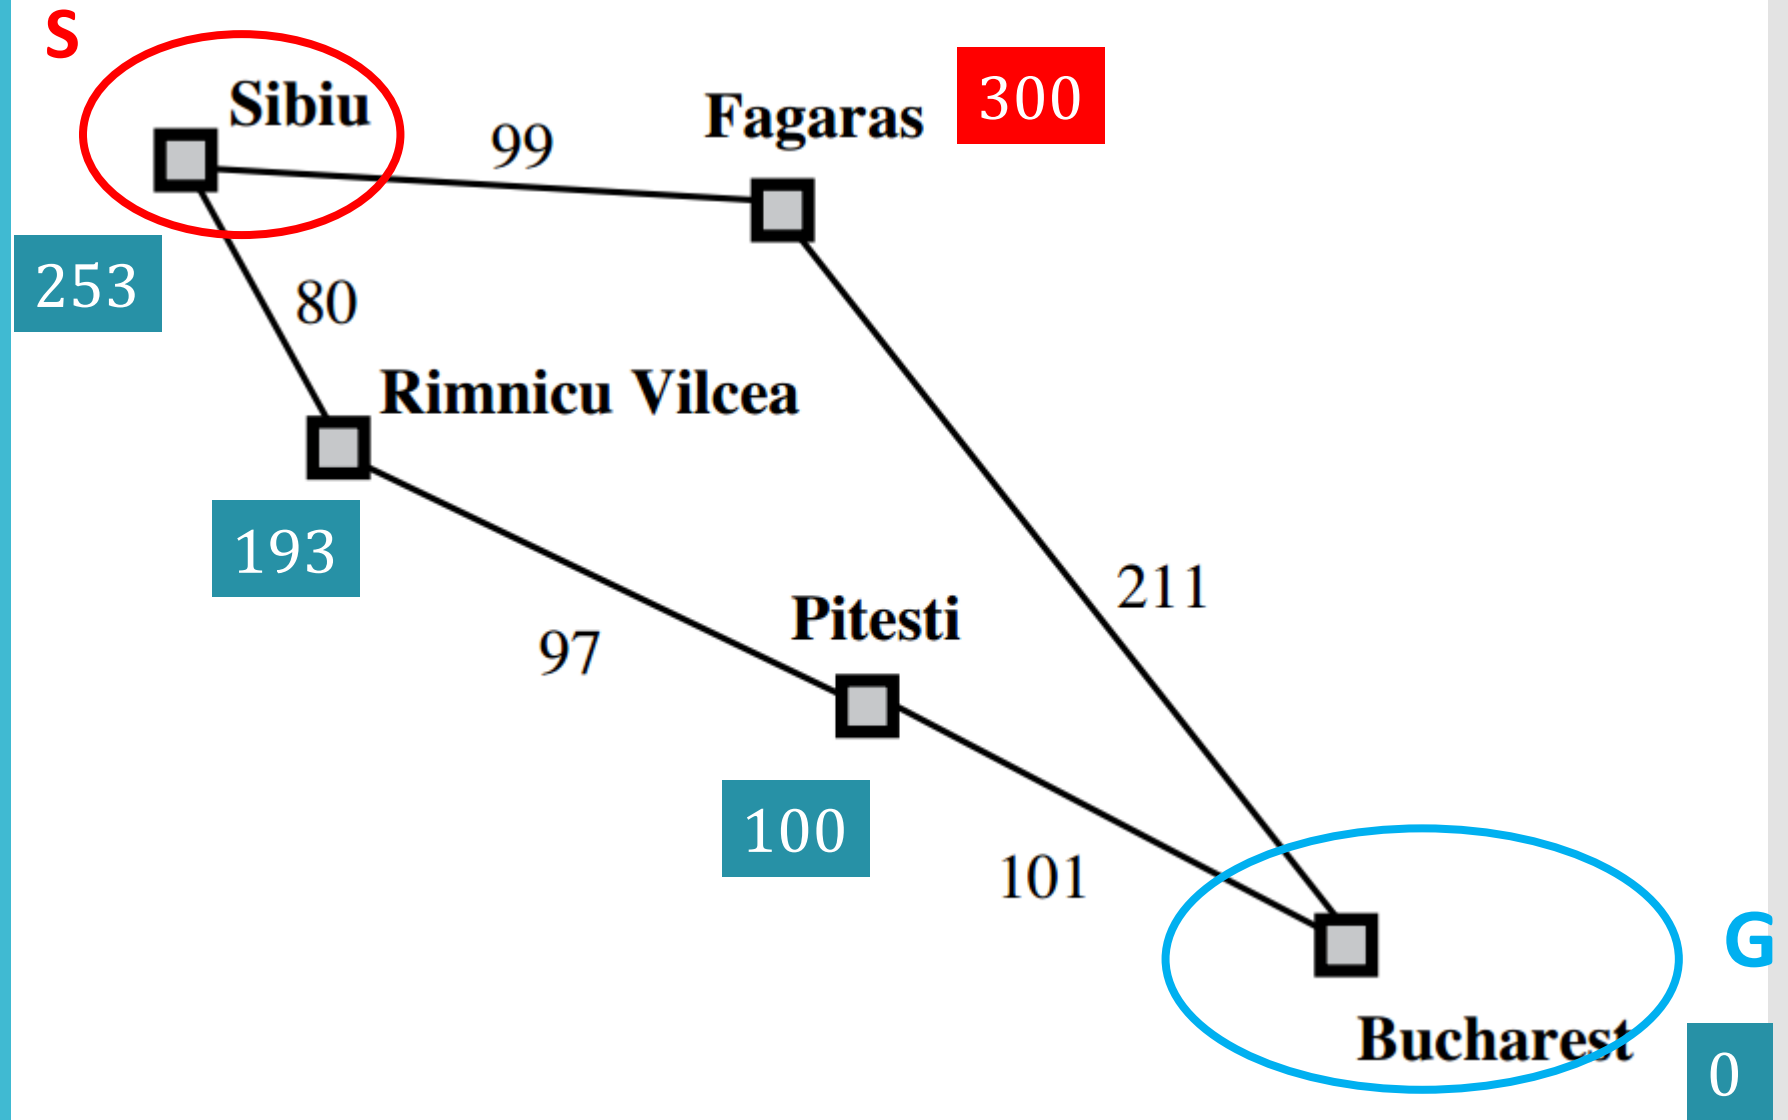 S
Sibiu
99
Fagaras
300
253
80
Rimnicu Vilcea
193
97
Pitesti
211
100
101
G
Bucharest
0